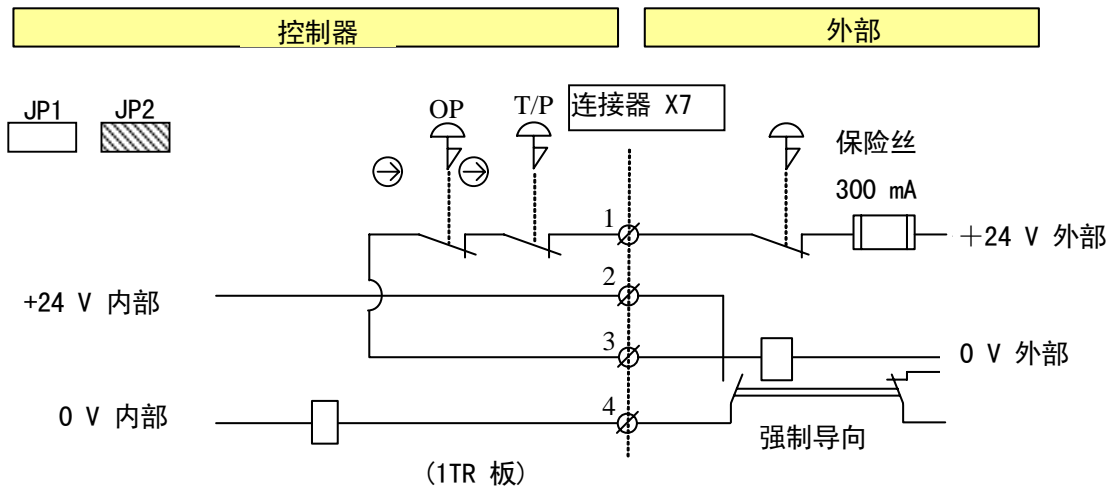 控制器
外部
JP1
JP2
OP
T/P
连接器 X7
保险丝
300 mA
1
+24 V 外部
2
+24 V 内部
3
0 V 外部
4
0 V 内部
强制导向
(1TR 板)